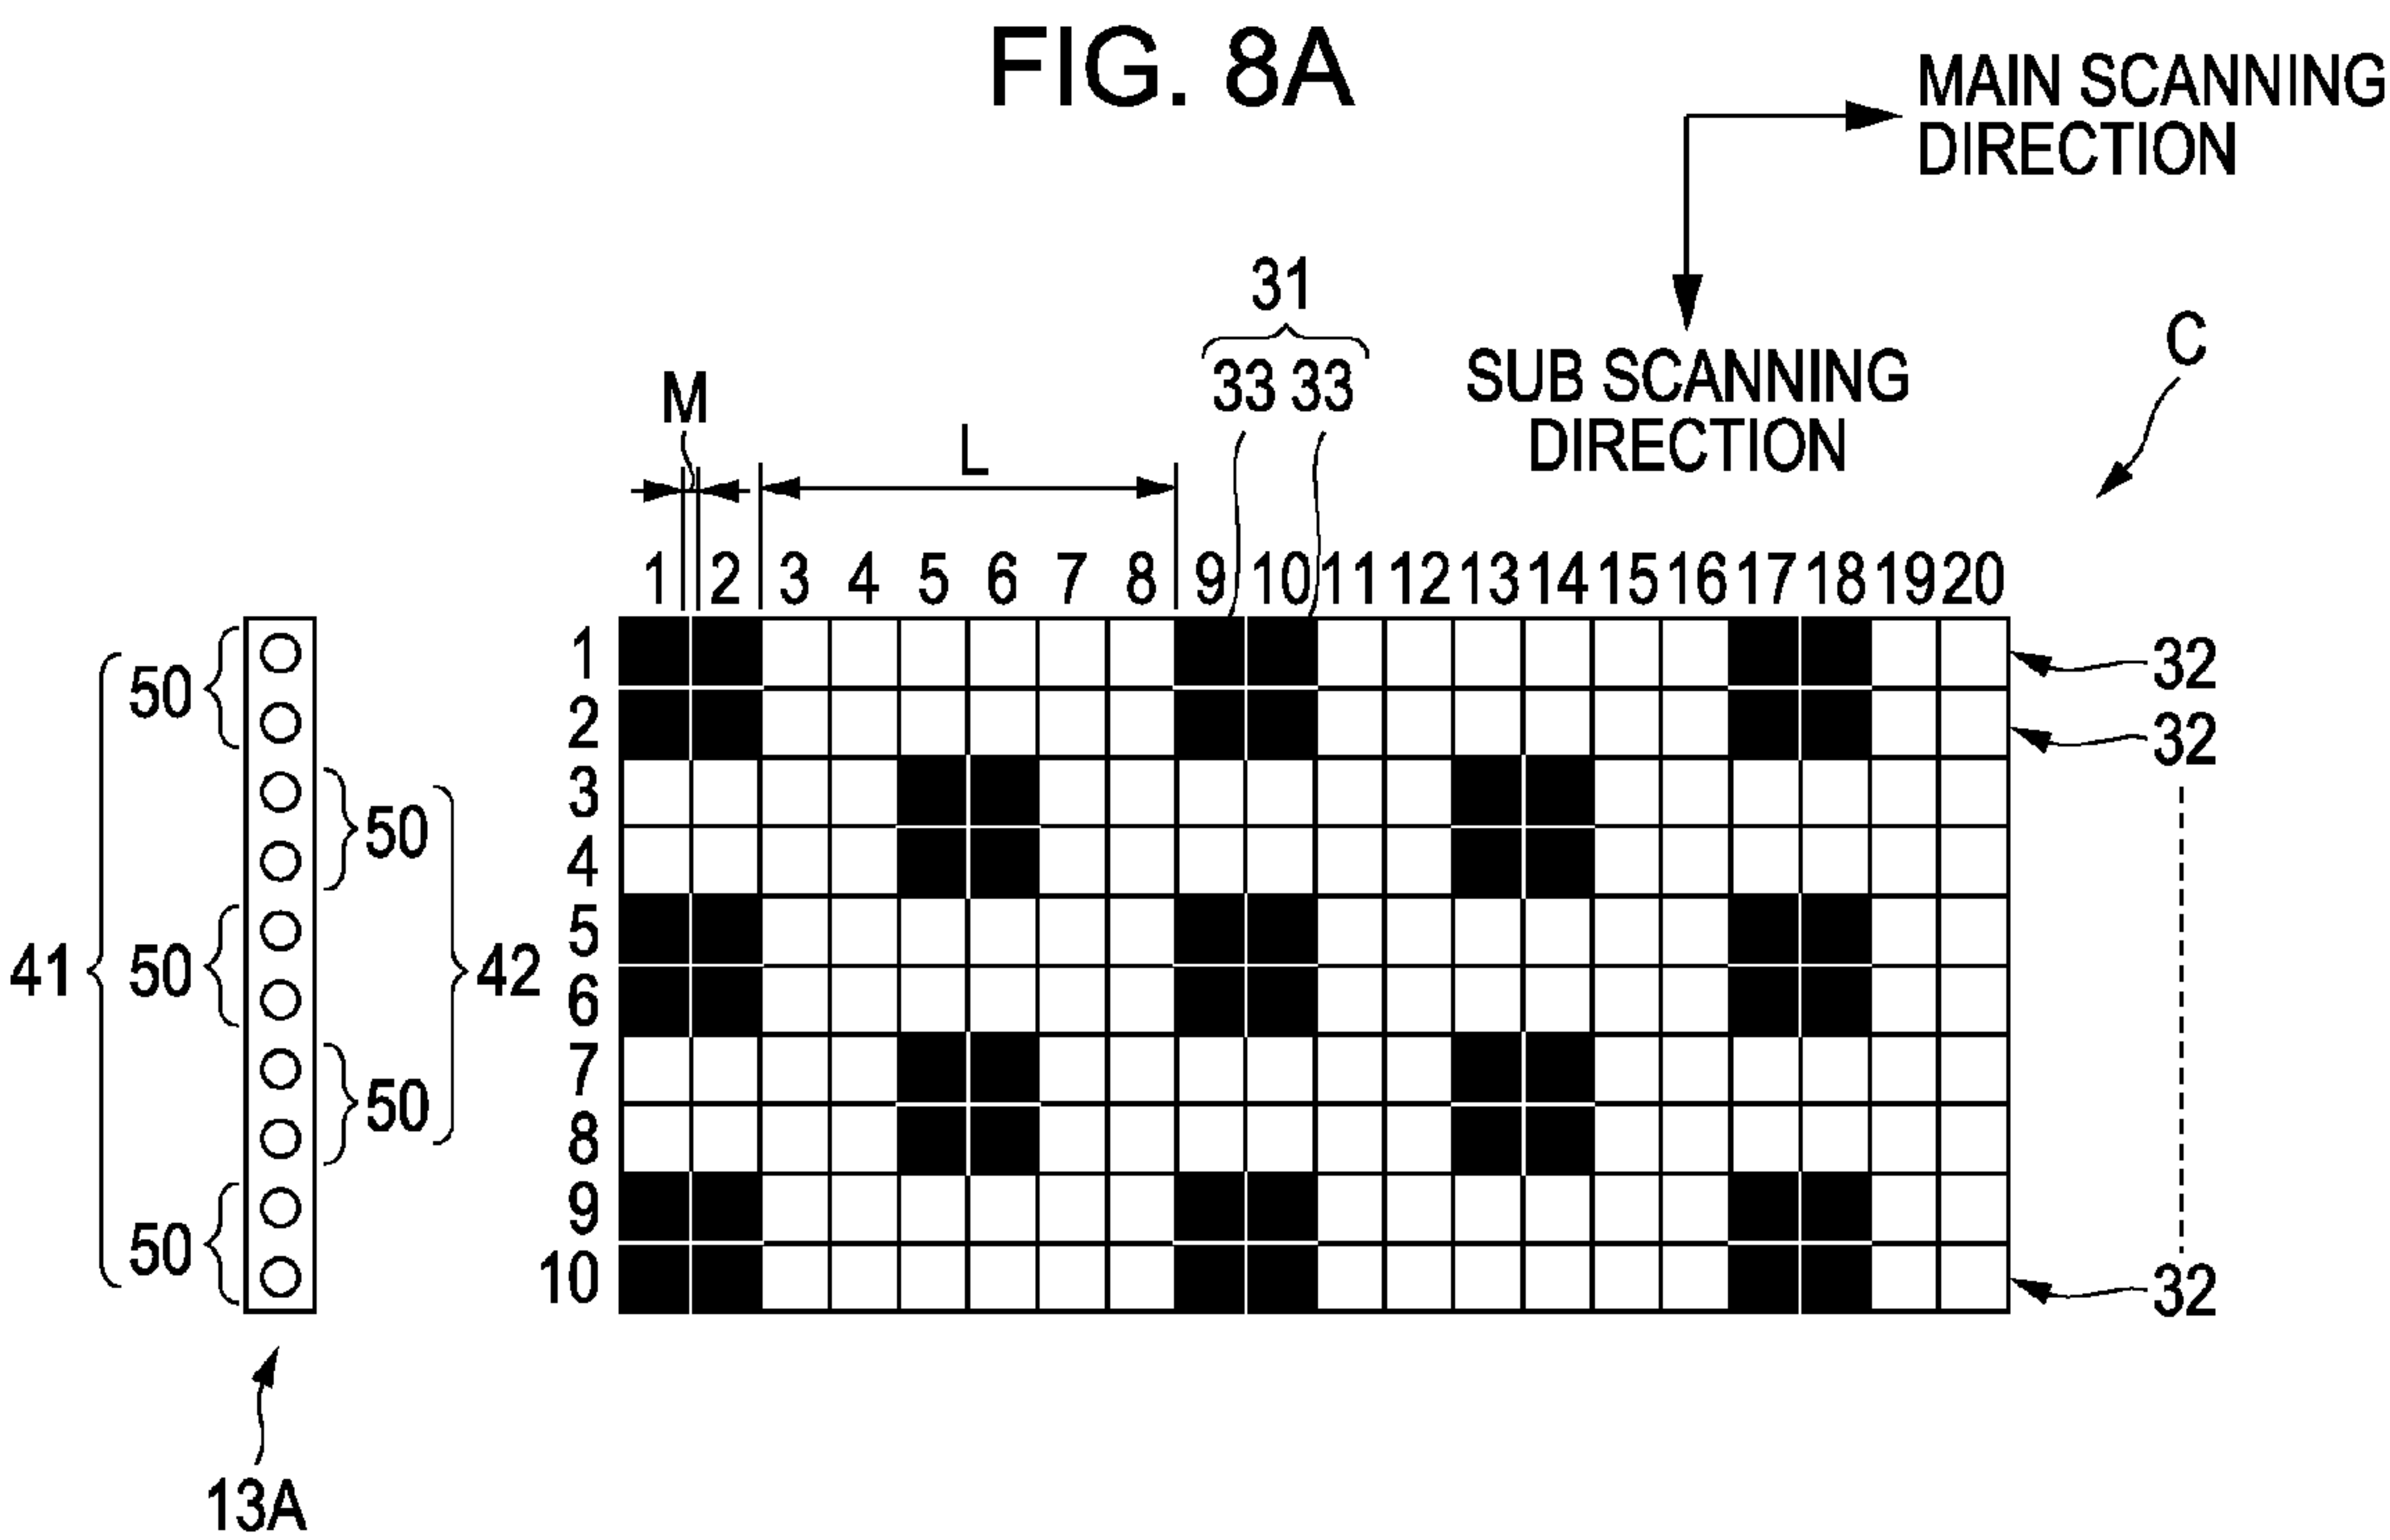 FIG. 8A
MAIN SCANNING
DIRECTION
SUB SCANNING
DIRECTION
C
31
33 33
M
L
1 2 3 4 5 6 7 8 9 10 11 12 13 14 15 16 17 18 19 20
1
2
3
4
5
6
7
8
9
10
32
32
32
50
50
50
50
50
41
42
13A